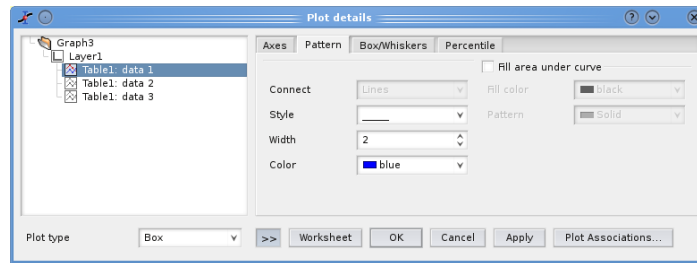 Plot details
Graph3
Layer1
Table1: data 1
Table1: data 2
Table1: data 3
Axes Pattern Box/Whiskers Percentile
Fill area under curve
Connect Lines Fill color black
Style Pattern Solid
Width 2
Color blue
Plot type Box >> Worksheet OK Cancel Apply Plot Associations...